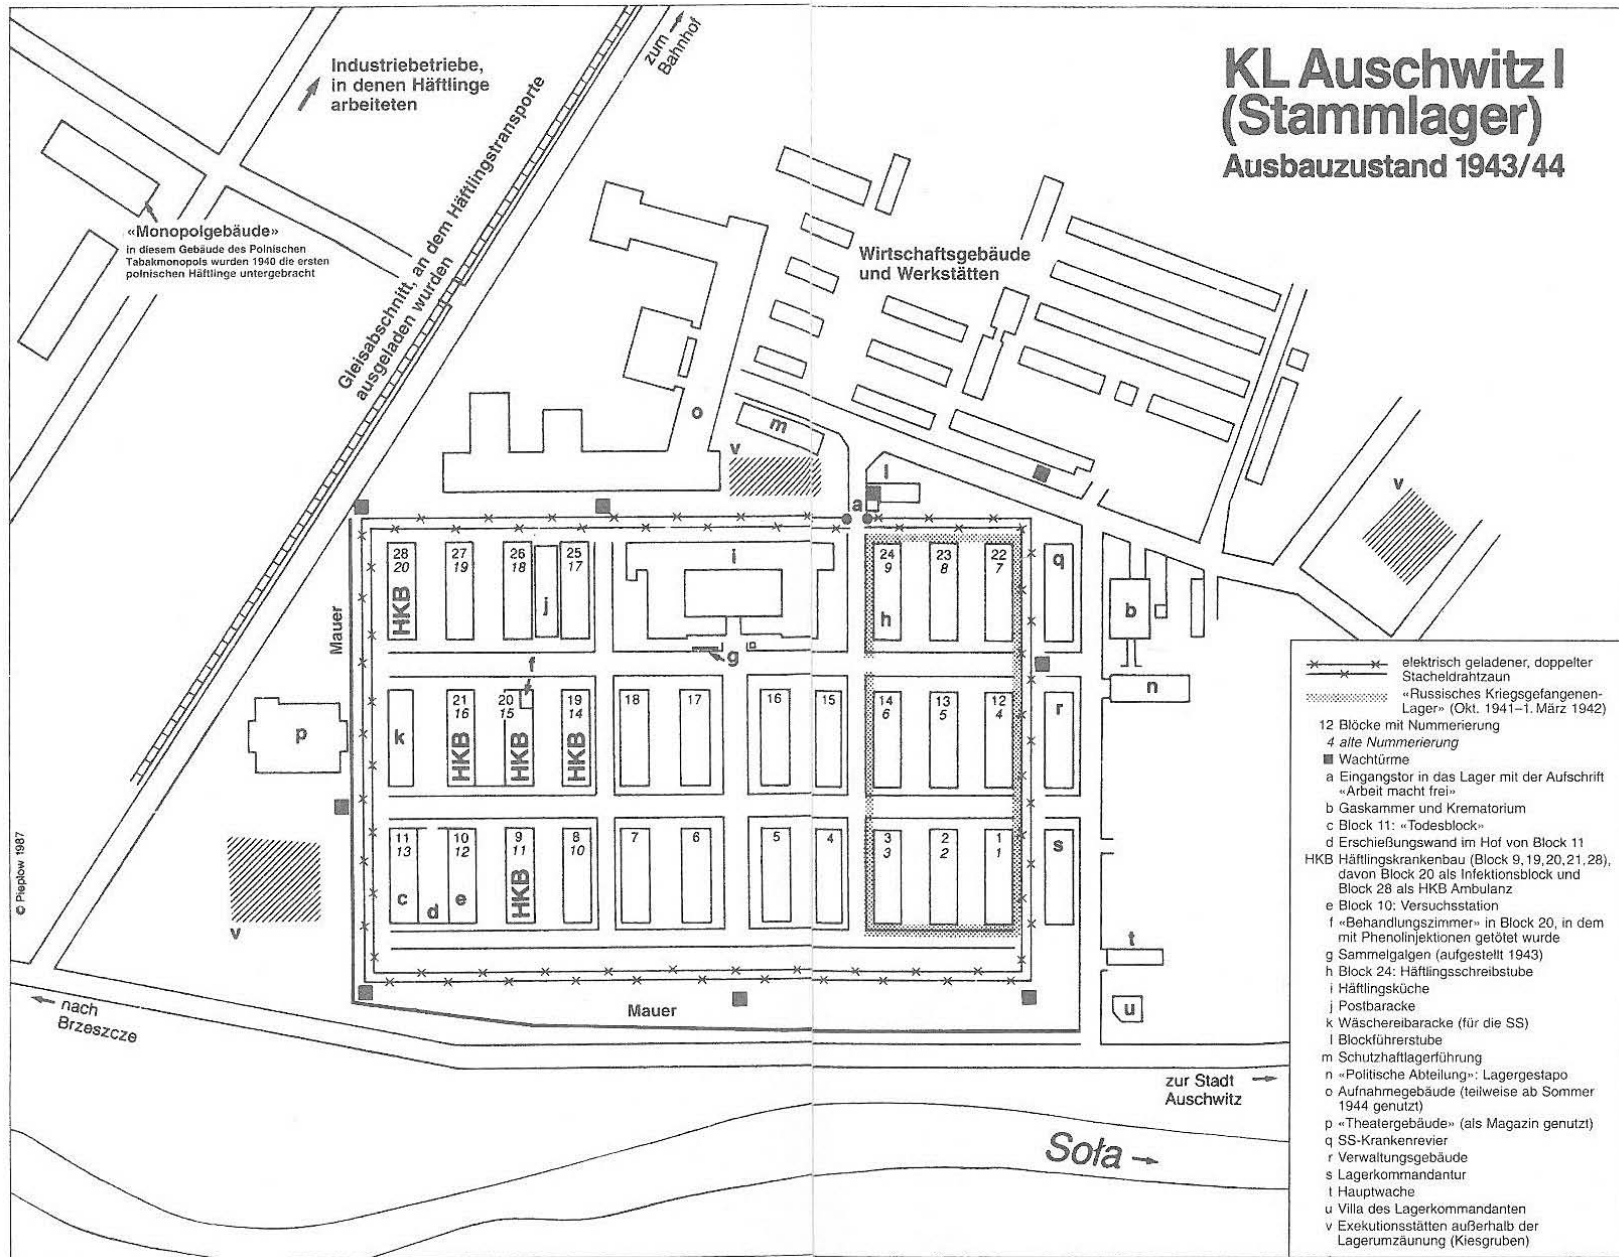 KL Auschwitz I
(Stammlager)
Ausbauzustand 1943/44
zum
Bahnhof
Industriebetriebe,
in denen Häftlinge
arbeiteten
«Monopolgebäude»
in diesem Gebäude des Polnischen
Tabakmonopols wurden 1940 die ersten
polnischen Häftlinge untergebracht
Gleisabschnitt, an dem Häftlingstransporte
ausgeladen wurden
Wirtschaftsgebäude
und Werkstätten
o
m
v
l
a
v
28
20
HKB
27
19
26
18
j
25
17
i
g
24
9
h
23
8
22
7
q
b
n
Mauer
f
p
k
21
16
HKB
20
15
HKB
19
14
HKB
18
17
16
15
14
6
13
5
12
4
r
11
13
c
d
10
12
e
9
11
HKB
8
10
7
6
5
4
3
3
2
2
1
1
s
v
t
u
Mauer
nach
Brzeszcze
zur Stadt
Auschwitz
Soła
© Pieplow 1987
elektrisch geladener, doppelter
Stacheldrahtzaun
«Russisches Kriegsgefangenen-
Lager» (Okt. 1941–1. März 1942)
12 Blöcke mit Nummerierung
4 alte Nummerierung
Wachtürme
a Eingangstor in das Lager mit der Aufschrift
«Arbeit macht frei»
b Gaskammer und Krematorium
c Block 11: «Todesblock»
d Erschießungswand im Hof von Block 11
HKB Häftlingskrankenbau (Block 9,19,20,21,28),
davon Block 20 als Infektionsblock und
Block 28 als HKB Ambulanz
e Block 10: Versuchsstation
f «Behandlungszimmer» in Block 20, in dem
mit Phenolinjektionen getötet wurde
g Sammelgalgen (aufgestellt 1943)
h Block 24: Häftlingsschreibstube
i Häftlingsküche
j Postbaracke
k Wäschereibaracke (für die SS)
l Blockführerstube
m Schutzhaftlagerführung
n «Politische Abteilung»: Lagergestapo
o Aufnahmegebäude (teilweise ab Sommer
1944 genutzt)
p «Theatergebäude» (als Magazin genutzt)
q SS-Krankenrevier
r Verwaltungsgebäude
s Lagerkommandantur
t Hauptwache
u Villa des Lagerkommandanten
v Exekutionsstätten außerhalb der
Lagerumzäunung (Kiesgruben)